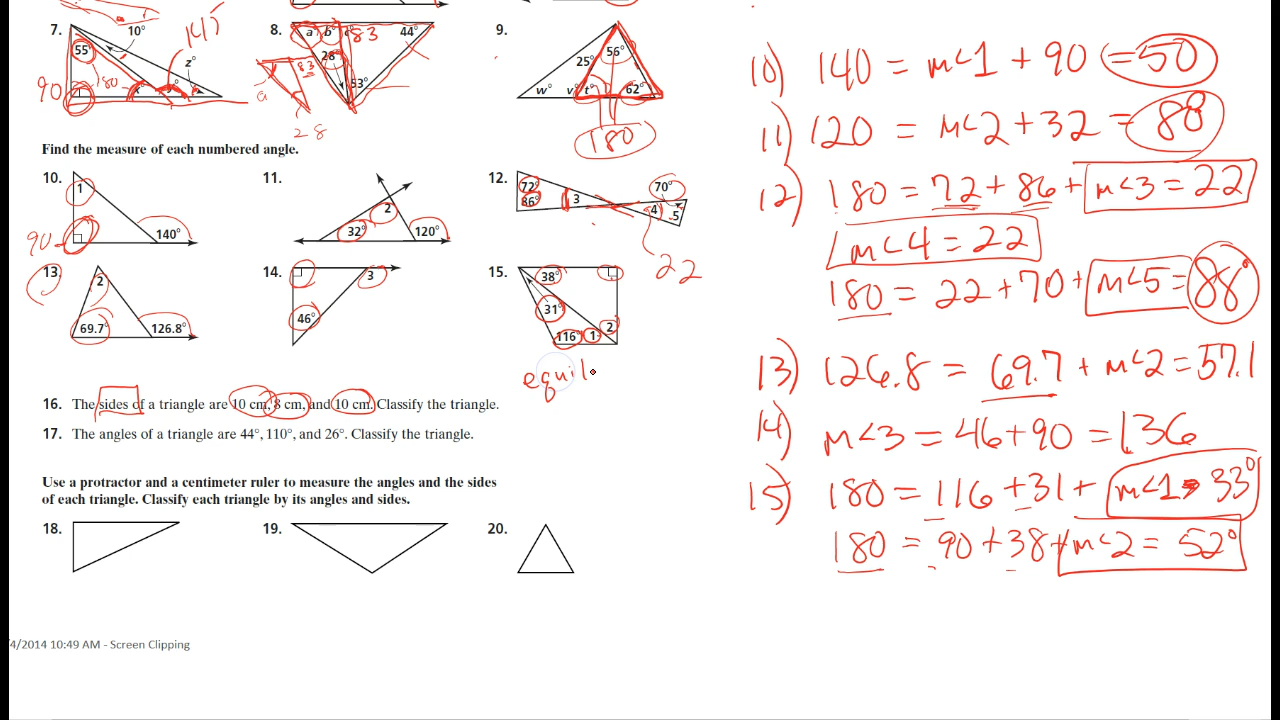 7.
10°
147
8.
a°
b°
83
44°
9.
56°
55°
z°
28°
25°
90
180
83
53°
w°
v°
t°
62°
a
28
180
Find the measure of each numbered angle.
10.
1
140°
90
11.
2
32°
120°
12.
72°
86°
3
70°
4
5
22
13.
2
69.7°
126.8°
14.
3
46°
15.
38°
31°
116°
1
2
equil
16. The sides of a triangle are 10 cm, 8 cm, and 10 cm. Classify the triangle.
17. The angles of a triangle are 44°, 110°, and 26°. Classify the triangle.
Use a protractor and a centimeter ruler to measure the angles and the sides
of each triangle. Classify each triangle by its angles and sides.
18.
19.
20.
/4/2014 10:49 AM - Screen Clipping
10) 140 = m<1 + 90 = 50
11) 120 = m<2 + 32 = 88
12) 180 = 72 + 86 + m<3 = 22
m<4 = 22
180 = 22 + 70 + m<5 = 88°
13) 126.8 = 69.7 + m<2 = 57.1
14) m<3 = 46 + 90 = 136
15) 180 = 116 + 31 + m<1 = 33°
180 = 90 + 38 + m<2 = 52°